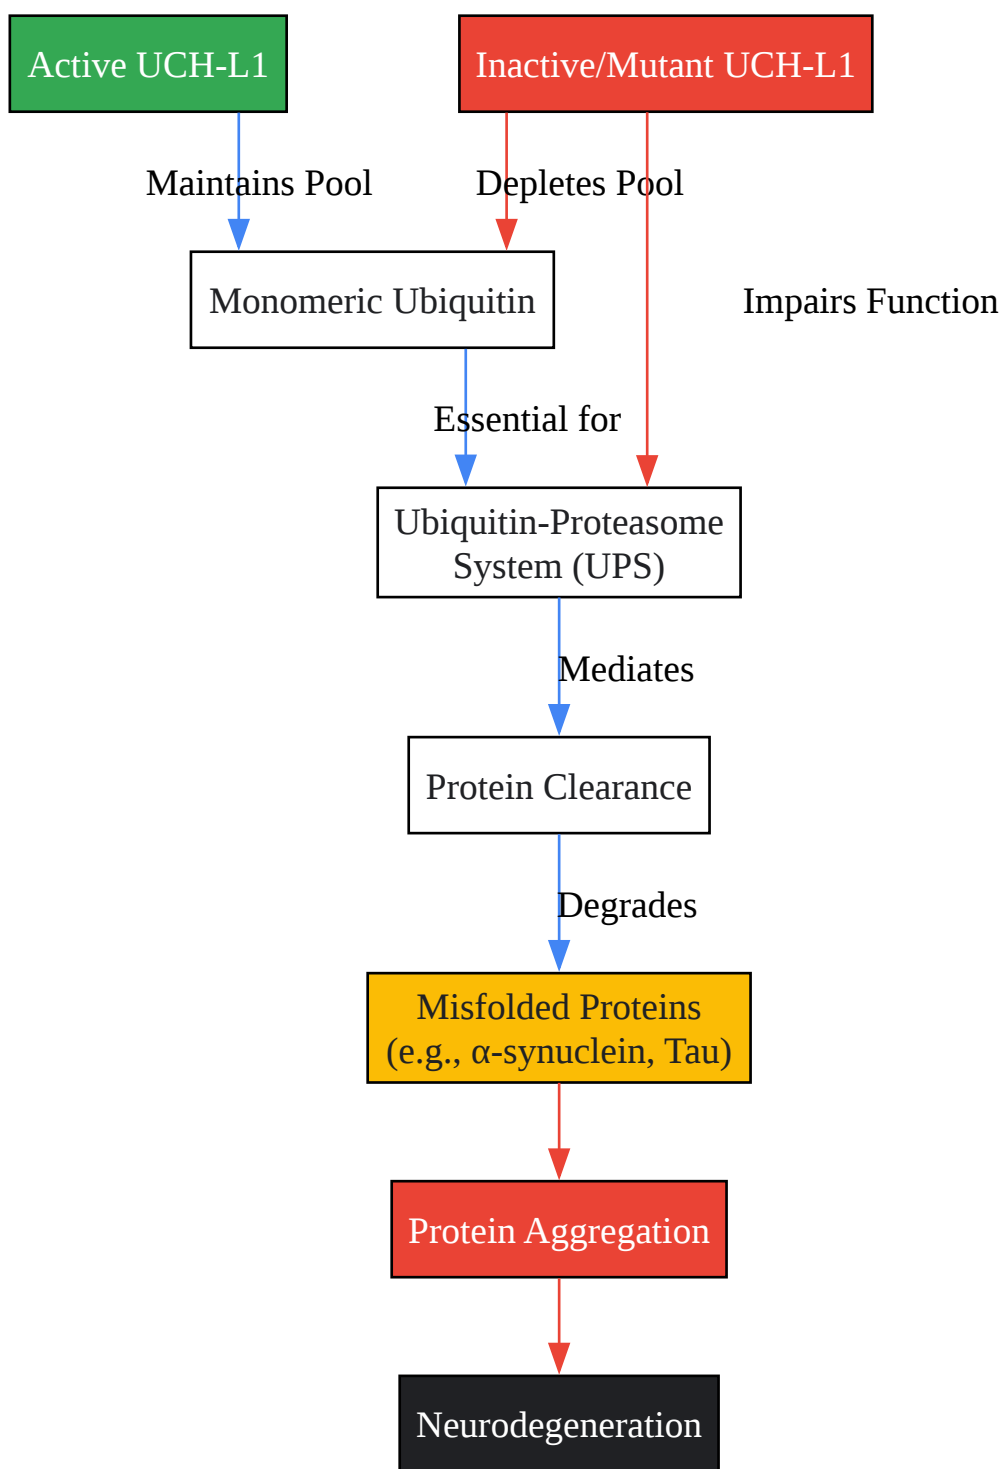 Active UCH-L1
Inactive/Mutant UCH-L1
Maintains Pool
Depletes Pool
Monomeric Ubiquitin
Impairs Function
Essential for
Ubiquitin-Proteasome
System (UPS)
Mediates
Protein Clearance
Degrades
Misfolded Proteins
(e.g., α-synuclein, Tau)
Protein Aggregation
Neurodegeneration